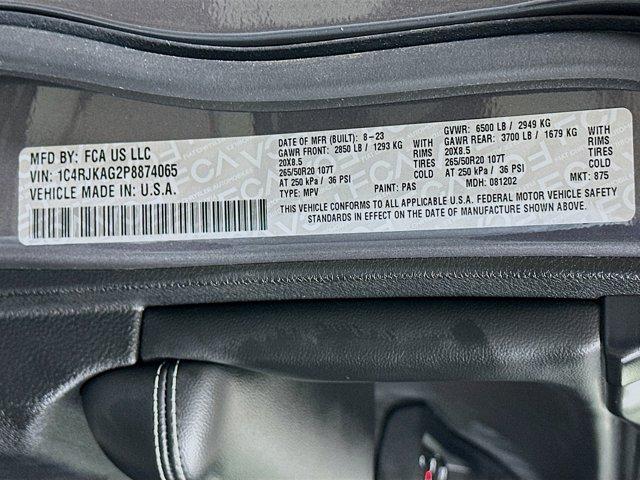 MFD BY: FCA US LLC
VIN: 1C4RJKAG2P8874065
VEHICLE MADE IN U.S.A.
DATE OF MFR (BUILT): 8-23
GAWR FRONT: 2850 LB / 1293 KG WITH
20X8.5 RIMS
265/50R20 107T TIRES
AT 250 kPa / 36 PSI COLD
TYPE: MPV PAINT: PAS
GVWR: 6500 LB / 2949 KG
GAWR REAR: 3700 LB / 1679 KG WITH
20X8.5 RIMS
265/50R20 107T TIRES
AT 250 kPa / 36 PSI COLD
MDH: 081202 MKT: 875
THIS VEHICLE CONFORMS TO ALL APPLICABLE U.S.A. FEDERAL MOTOR VEHICLE SAFETY
STANDARDS IN EFFECT ON THE DATE OF MANUFACTURE SHOWN ABOVE.